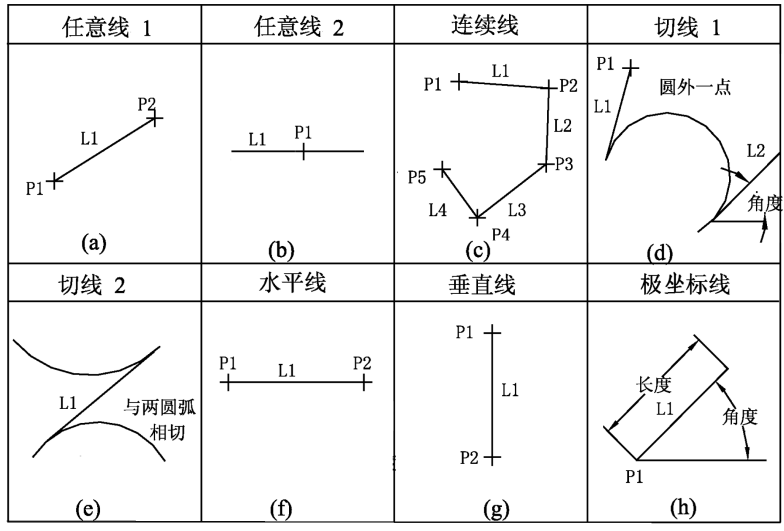 任意线 1
任意线 2
连续线
切线 1
P2
L1
P1
(a)
L1
P1
(b)
P1
L1
P2
L2
P3
P5
L4
L3
P4
(c)
P1
圆外一点
L1
L2
角度
(d)
切线 2
水平线
垂直线
极坐标线
L1
与两圆弧
相切
(e)
P1
L1
P2
(f)
P1
L1
P2
(g)
长度
L1
角度
P1
(h)